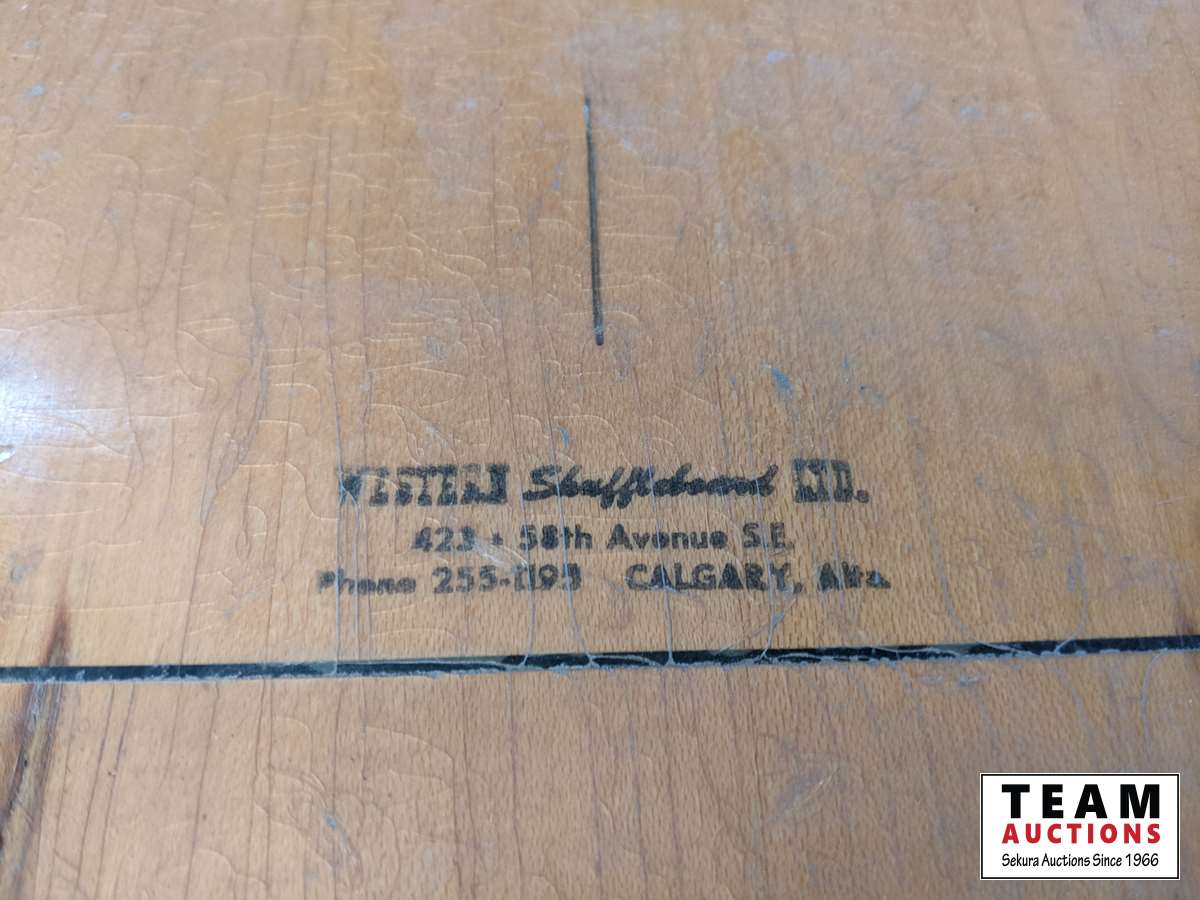 WESTERN Shuffleboard LTD.
423 - 58th Avenue S.E.
Phone 255-1195 CALGARY, Alta.
TEAM
AUCTIONS
Sekura Auctions Since 1966